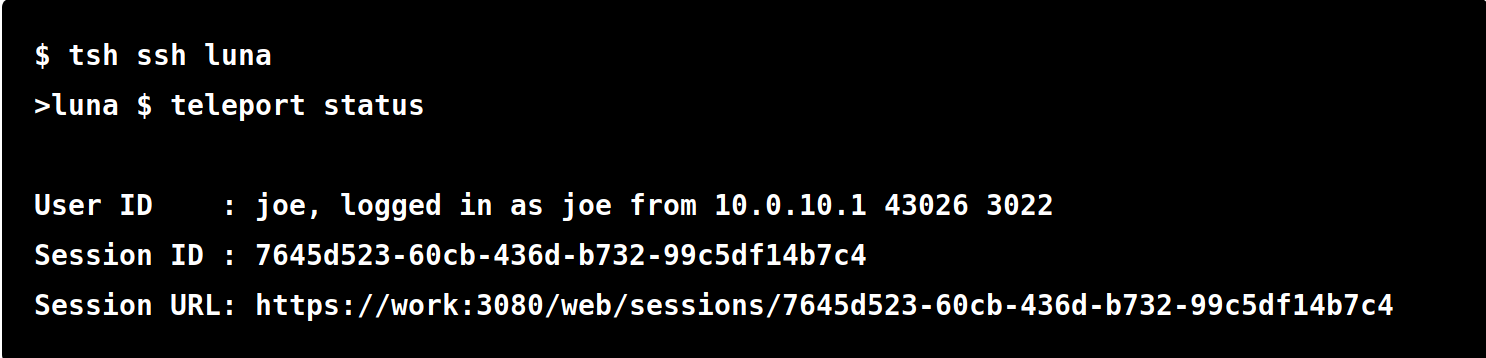 $ tsh ssh luna
>luna $ teleport status
User ID    : joe, logged in as joe from 10.0.10.1 43026 3022
Session ID : 7645d523-60cb-436d-b732-99c5df14b7c4
Session URL: https://work:3080/web/sessions/7645d523-60cb-436d-b732-99c5df14b7c4